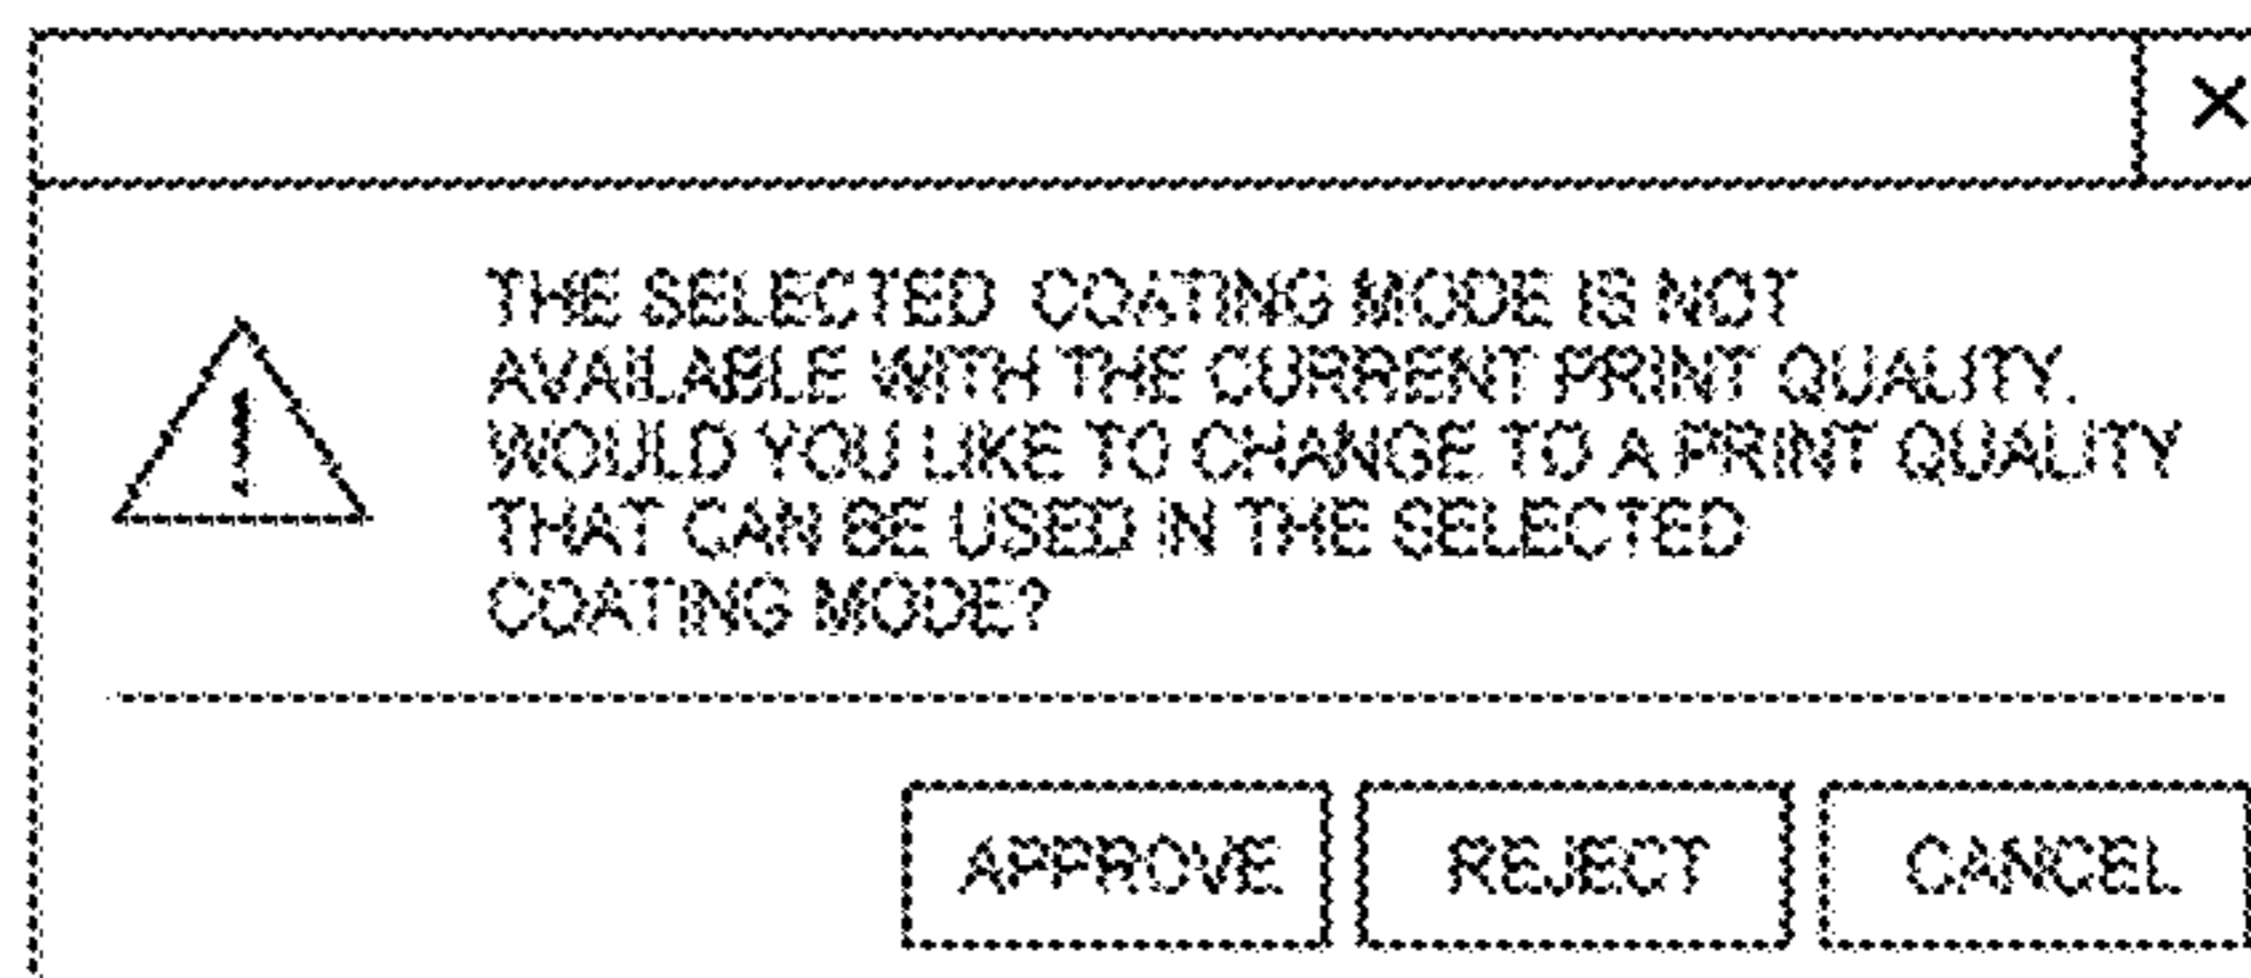 ×
THE SELECTED COATING MODE IS NOT
AVAILABLE WITH THE CURRENT PRINT QUALITY.
WOULD YOU LIKE TO CHANGE TO A PRINT QUALITY
THAT CAN BE USED IN THE SELECTED
COATING MODE?
APPROVE REJECT CANCEL